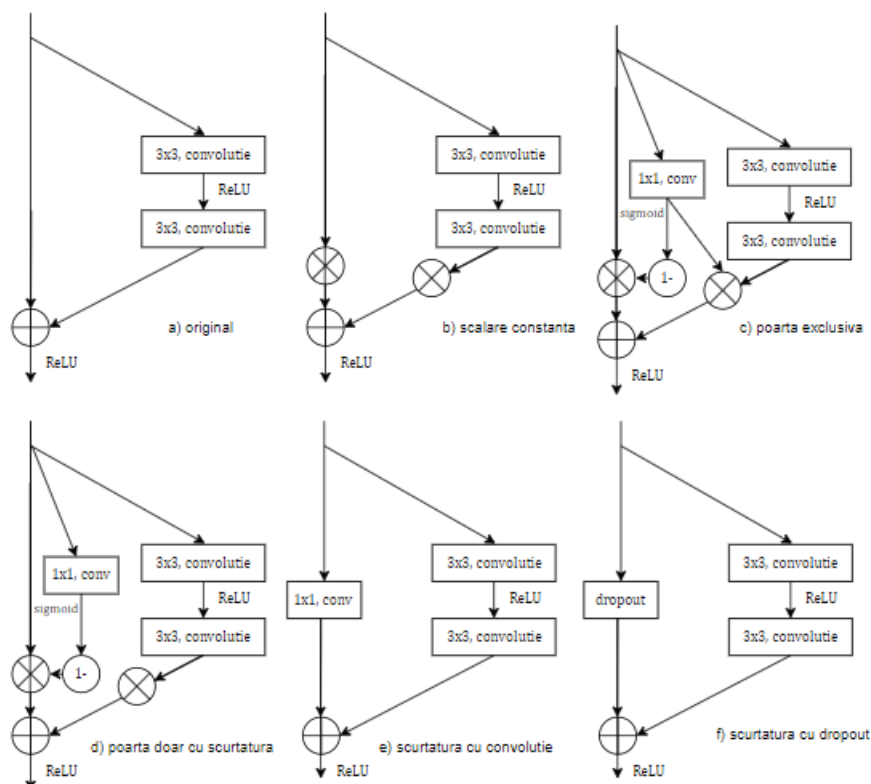 3x3, convolutie
ReLU
3x3, convolutie
ReLU
a) original
3x3, convolutie
ReLU
3x3, convolutie
ReLU
b) scalare constanta
1x1, conv
sigmoid
1-
3x3, convolutie
ReLU
3x3, convolutie
ReLU
c) poarta exclusiva
1x1, conv
sigmoid
1-
3x3, convolutie
ReLU
3x3, convolutie
ReLU
d) poarta doar cu scurtatura
1x1, conv
3x3, convolutie
ReLU
3x3, convolutie
ReLU
e) scurtatura cu convolutie
dropout
3x3, convolutie
ReLU
3x3, convolutie
ReLU
f) scurtatura cu dropout